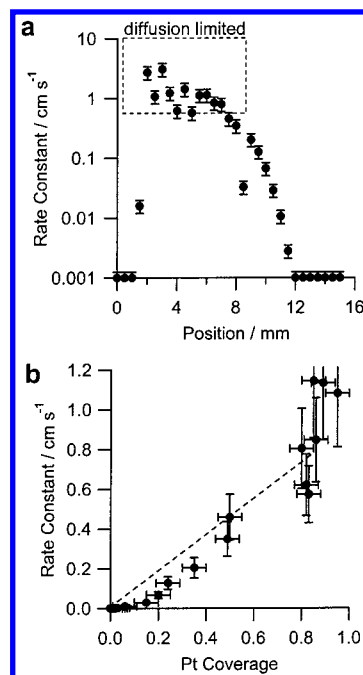 a
diffusion limited
10
1
0.1
0.01
0.001
Rate Constant / cm s⁻¹
0 4 8 12 16
Position / mm
b
1.2
1.0
0.8
0.6
0.4
0.2
0.0
Rate Constant / cm s⁻¹
0.0 0.2 0.4 0.6 0.8 1.0
Pt Coverage